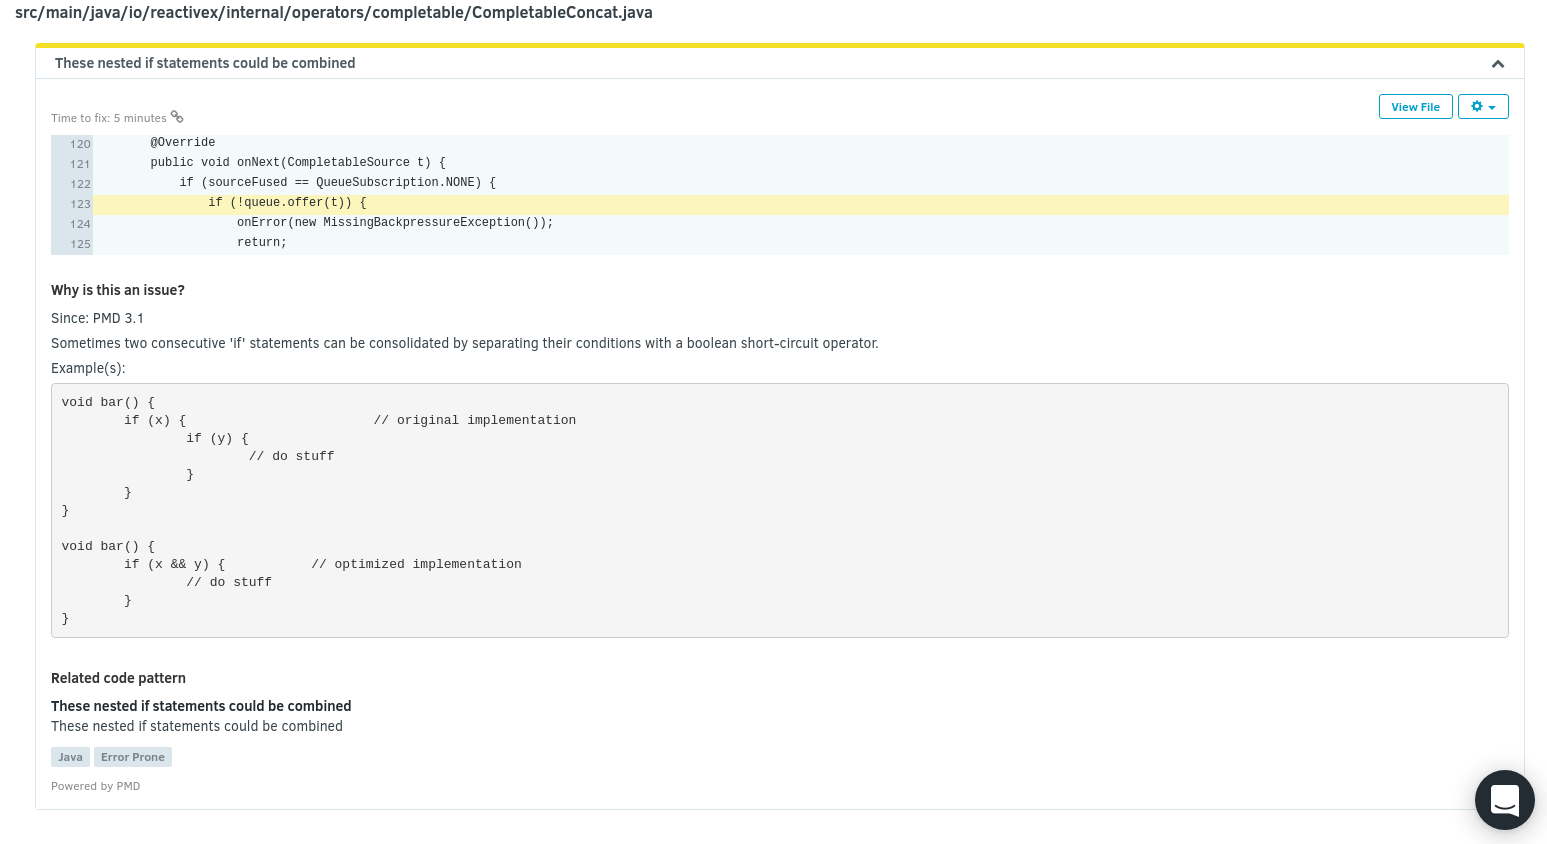 src/main/java/io/reactivex/internal/operators/completable/CompletableConcat.java
These nested if statements could be combined
View File
Time to fix: 5 minutes
120 @Override
121 public void onNext(CompletableSource t) {
122 if (sourceFused == QueueSubscription.NONE) {
123 if (!queue.offer(t)) {
124 onError(new MissingBackpressureException());
125 return;
Why is this an issue?
Since: PMD 3.1
Sometimes two consecutive 'if' statements can be consolidated by separating their conditions with a boolean short-circuit operator.
Example(s):
void bar() {
if (x) { // original implementation
if (y) {
// do stuff
}
}
}
void bar() {
if (x && y) { // optimized implementation
// do stuff
}
}
Related code pattern
These nested if statements could be combined
These nested if statements could be combined
Java Error Prone
Powered by PMD